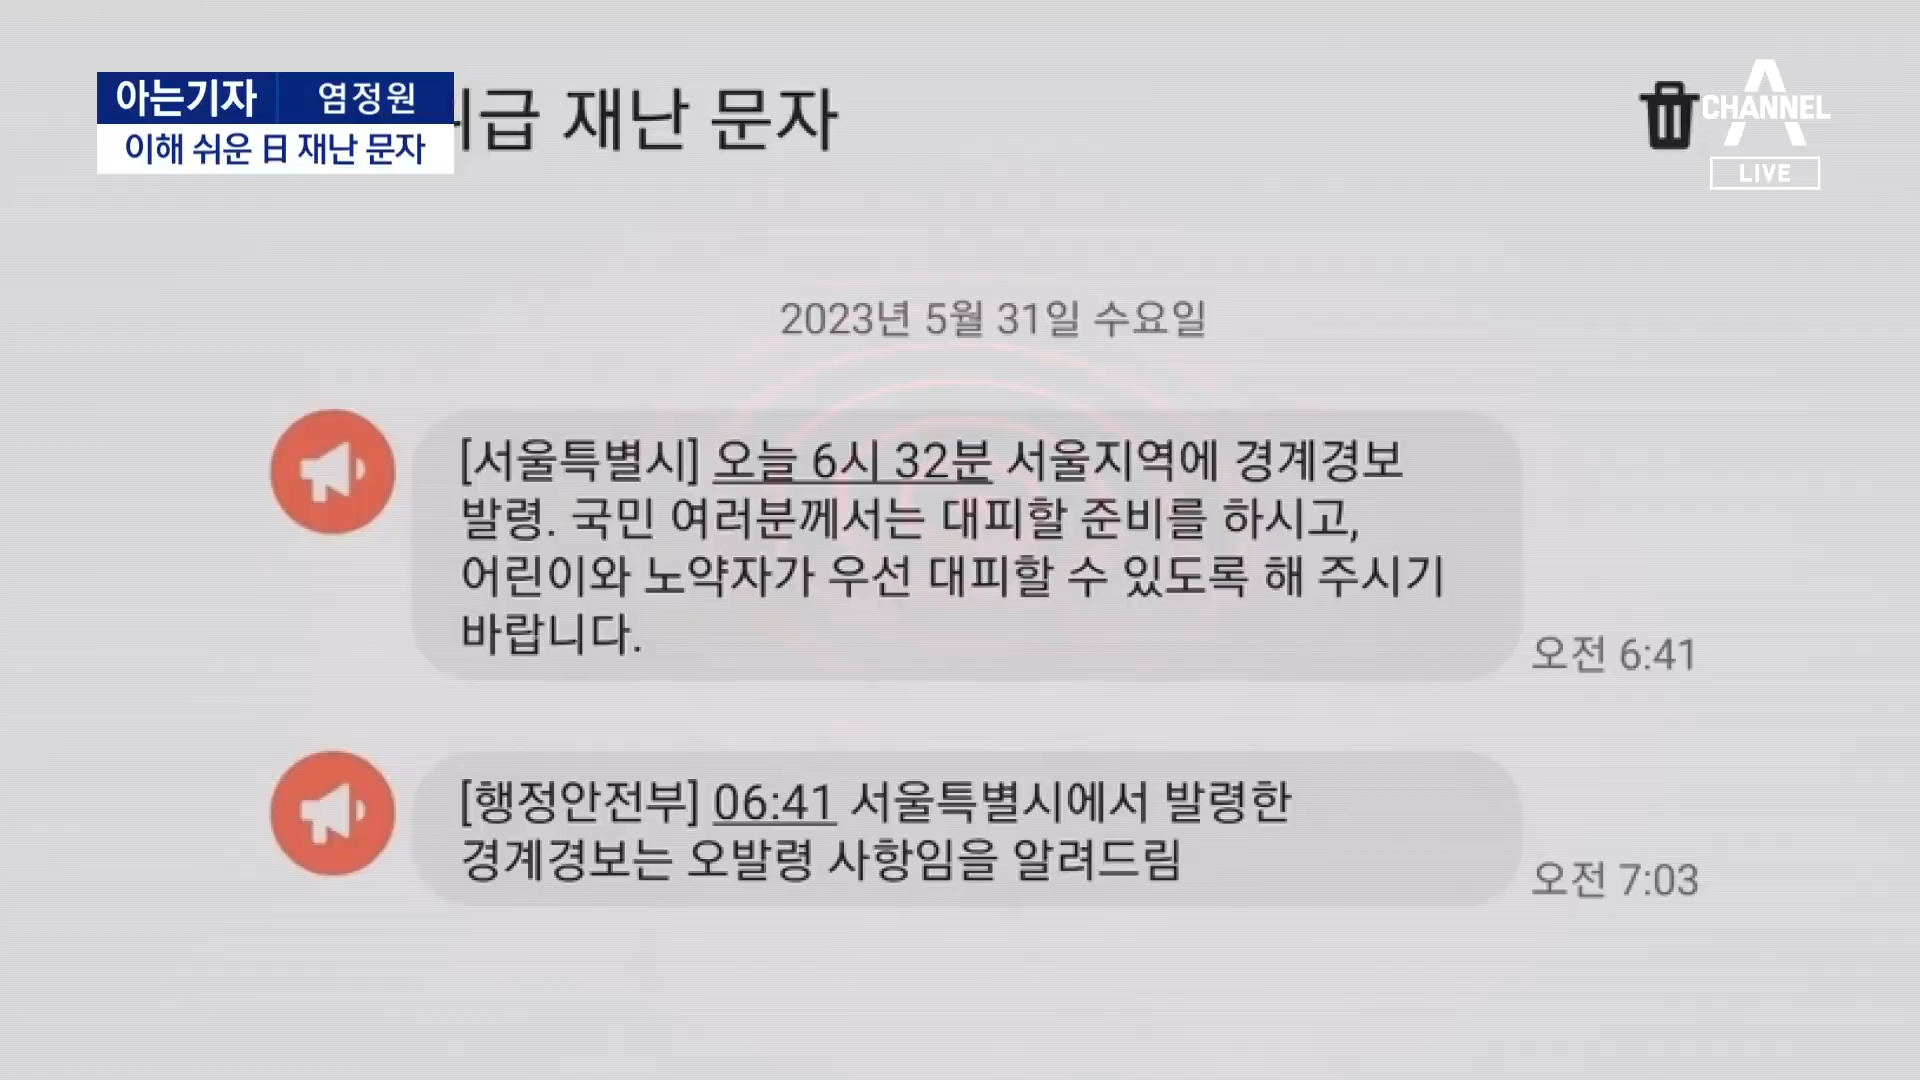 아는기자 염정원
이해 쉬운 日 재난 문자
급 재난 문자
CHANNEL A
LIVE
2023년 5월 31일 수요일
[서울특별시] 오늘 6시 32분 서울지역에 경계경보
발령. 국민 여러분께서는 대피할 준비를 하시고,
어린이와 노약자가 우선 대피할 수 있도록 해 주시기
바랍니다.
오전 6:41
[행정안전부] 06:41 서울특별시에서 발령한
경계경보는 오발령 사항임을 알려드림
오전 7:03